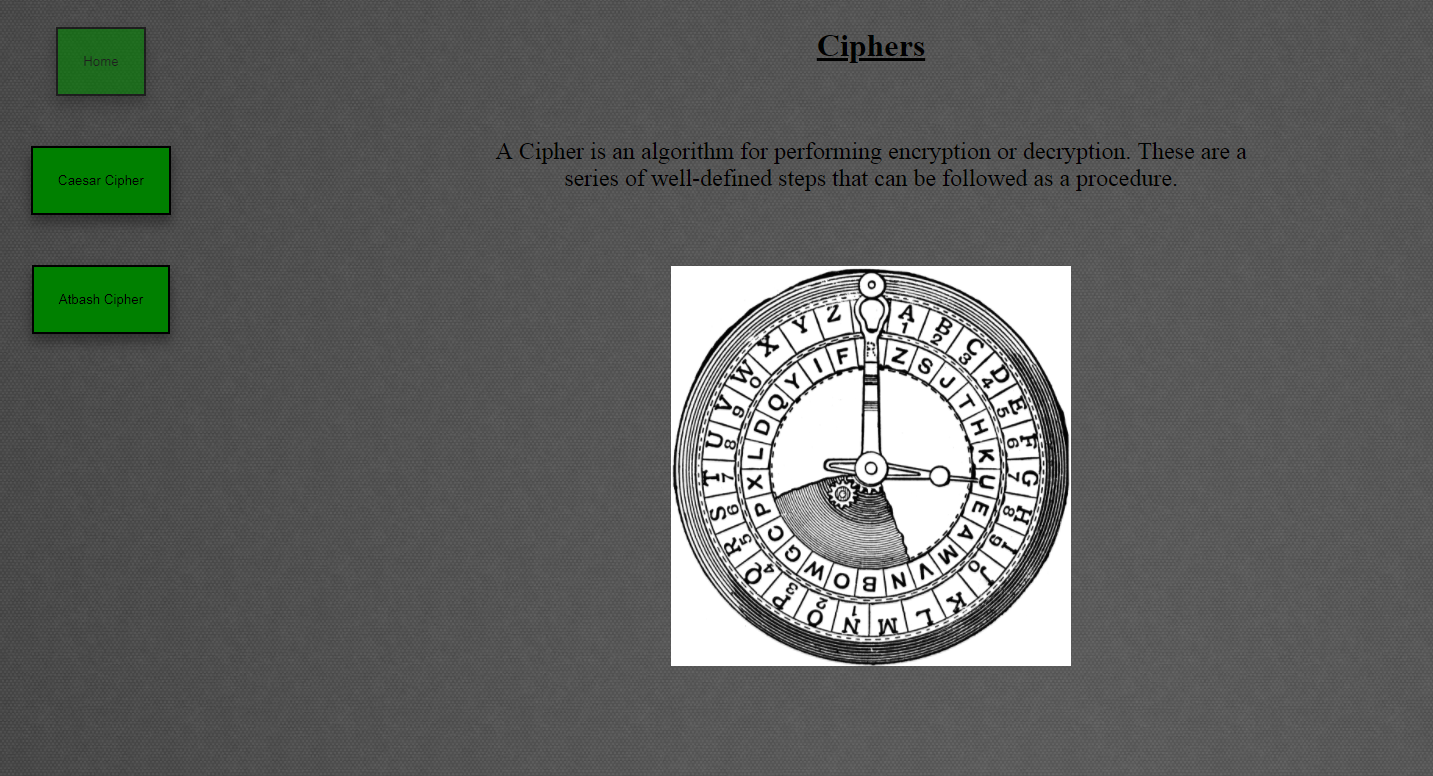 Home
Caesar Cipher
Atbash Cipher
Ciphers
A Cipher is an algorithm for performing encryption or decryption. These are a
series of well-defined steps that can be followed as a procedure.
A B C D E F G H I J K L M N O P Q R S T U V W X Y Z
1 2 3 4 5 6 7 8 9 0 1 2 3 4 5 6 7 8 9 0
R Z S J T H K U E A M V N B O W G C P X L D Q Y I F